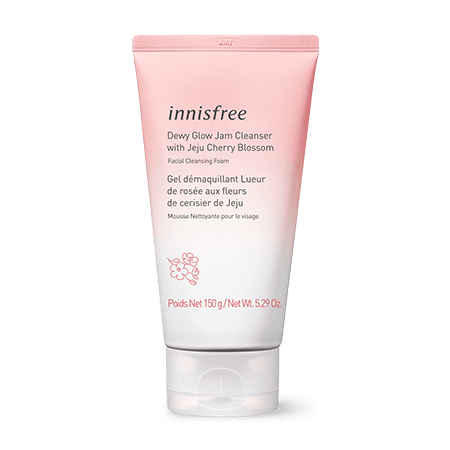 innisfree
Dewy Glow Jam Cleanser
with Jeju Cherry Blossom
Facial Cleansing Foam
Gel démaquillant Lueur
de rosée aux fleurs
de cerisier de Jeju
Mousse Nettoyante pour le visage
Poids Net 150 g / Net Wt. 5.29 Oz.